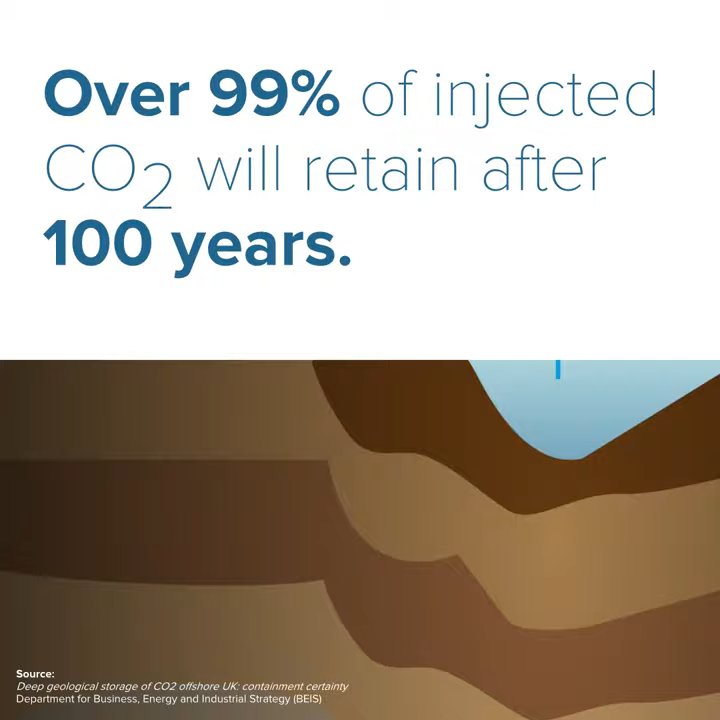 Over 99% of injected
CO2 will retain after
100 years.
Source:
Deep geological storage of CO2 offshore UK: containment certainty
Department for Business, Energy and Industrial Strategy (BEIS)